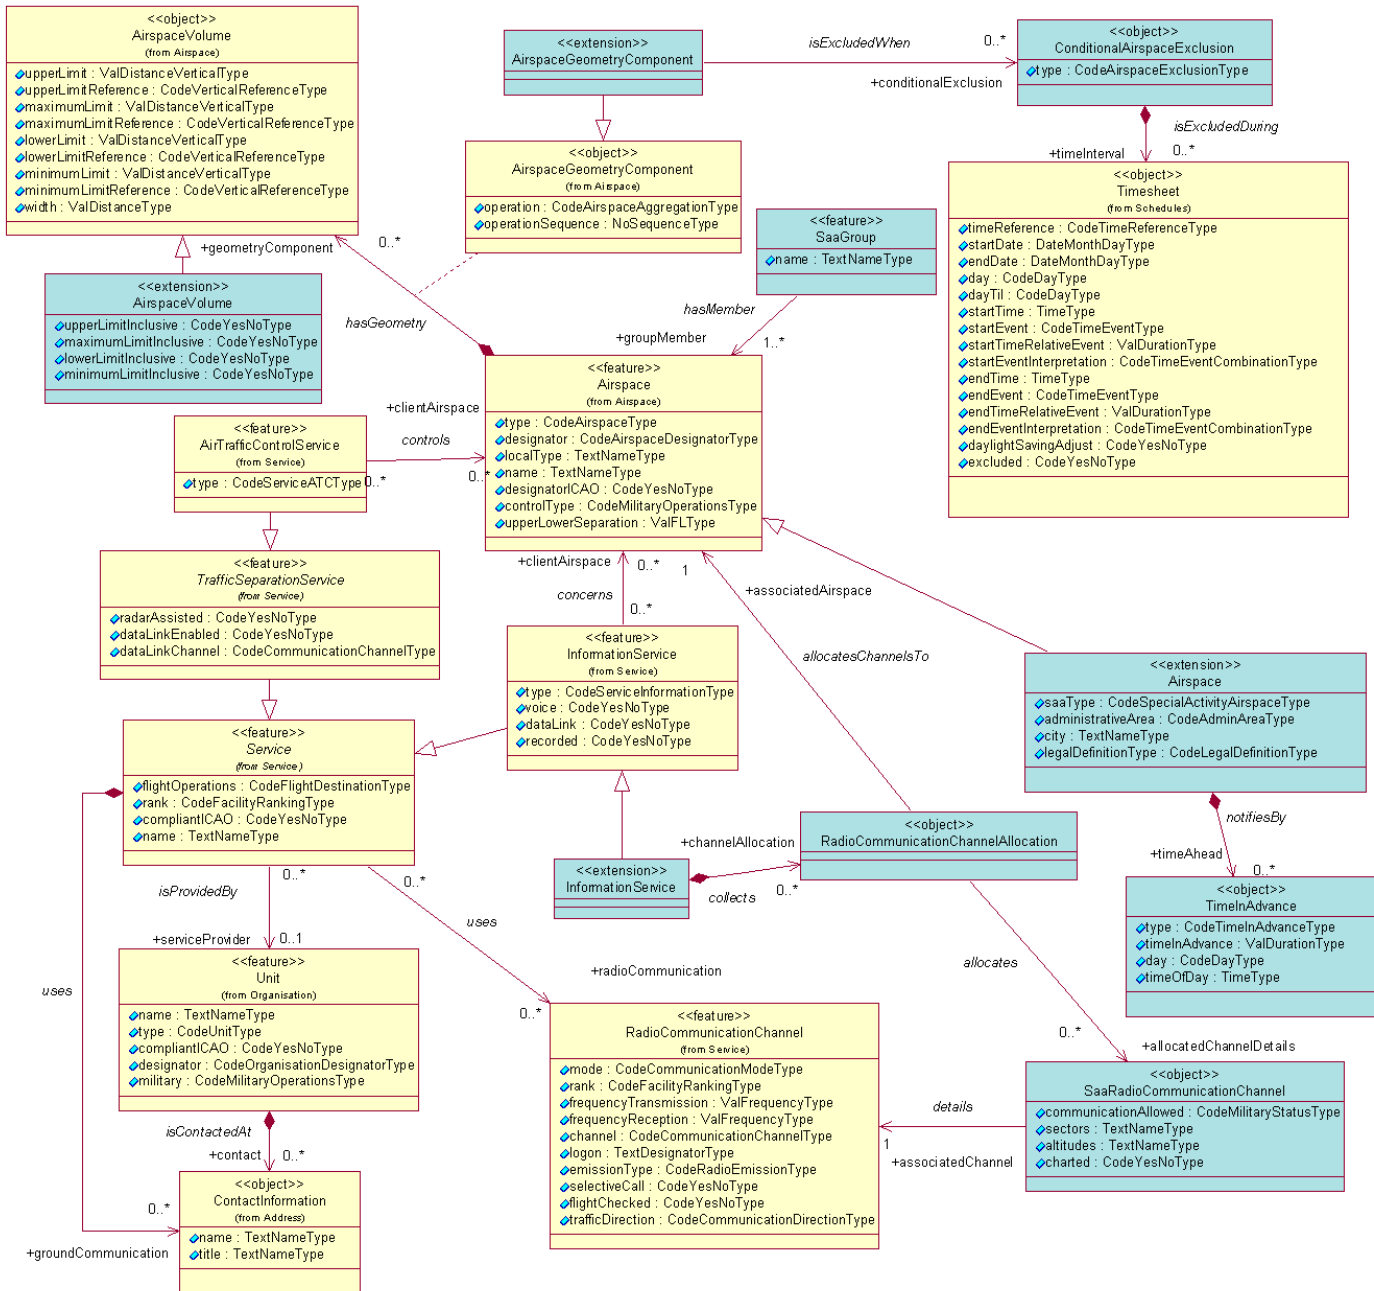 <<object>>
AirspaceVolume
(from Airspace)
upperLimit : ValDistanceVerticalType
upperLimitReference : CodeVerticalReferenceType
maximumLimit : ValDistanceVerticalType
maximumLimitReference : CodeVerticalReferenceType
lowerLimit : ValDistanceVerticalType
lowerLimitReference : CodeVerticalReferenceType
minimumLimit : ValDistanceVerticalType
minimumLimitReference : CodeVerticalReferenceType
width : ValDistanceType
<<extension>>
AirspaceGeometryComponent
isExcludedWhen
0..*
+conditionalExclusion
<<object>>
ConditionalAirspaceExclusion
type : CodeAirspaceExclusionType
isExcludedDuring
+timeInterval
0..*
<<object>>
AirspaceGeometryComponent
(from Airspace)
operation : CodeAirspaceAggregationType
operationSequence : NoSequenceType
<<object>>
Timesheet
(from Schedules)
timeReference : CodeTimeReferenceType
startDate : DateMonthDayType
endDate : DateMonthDayType
day : CodeDayType
dayTil : CodeDayType
startTime : TimeType
startEvent : CodeTimeEventType
startTimeRelativeEvent : ValDurationType
startEventInterpretation : CodeTimeEventCombinationType
endTime : TimeType
endEvent : CodeTimeEventType
endTimeRelativeEvent : ValDurationType
endEventInterpretation : CodeTimeEventCombinationType
daylightSavingAdjust : CodeYesNoType
excluded : CodeYesNoType
<<feature>>
SaaGroup
name : TextNameType
+geometryComponent
0..*
<<extension>>
AirspaceVolume
upperLimitInclusive : CodeYesNoType
maximumLimitInclusive : CodeYesNoType
lowerLimitInclusive : CodeYesNoType
minimumLimitInclusive : CodeYesNoType
hasGeometry
hasMember
+groupMember
1..*
<<feature>>
Airspace
(from Airspace)
type : CodeAirspaceType
designator : CodeAirspaceDesignatorType
localType : TextNameType
name : TextNameType
designatorICAO : CodeYesNoType
controlType : CodeMilitaryOperationsType
upperLowerSeparation : ValFLType
+clientAirspace
controls
0..*
0..*
<<feature>>
AirTrafficControlService
(from Service)
type : CodeServiceATCType
<<feature>>
TrafficSeparationService
(from Service)
radarAssisted : CodeYesNoType
dataLinkEnabled : CodeYesNoType
dataLinkChannel : CodeCommunicationChannelType
+clientAirspace
0..*
1
concerns
0..*
+associatedAirspace
allocatesChannelsTo
<<feature>>
InformationService
(from Service)
type : CodeServiceInformationType
voice : CodeYesNoType
dataLink : CodeYesNoType
recorded : CodeYesNoType
<<extension>>
Airspace
saaType : CodeSpecialActivityAirspaceType
administrativeArea : CodeAdminAreaType
city : TextNameType
legalDefinitionType : CodeLegalDefinitionType
<<feature>>
Service
(from Service)
flightOperations : CodeFlightDestinationType
rank : CodeFacilityRankingType
compliantICAO : CodeYesNoType
name : TextNameType
notifiesBy
+timeAhead
0..*
<<object>>
RadioCommunicationChannelAllocation
+channelAllocation
0..*
collects
<<extension>>
InformationService
<<object>>
TimeInAdvance
type : CodeTimeInAdvanceType
timeInAdvance : ValDurationType
day : CodeDayType
timeOfDay : TimeType
isProvidedBy
0..*
0..*
uses
+serviceProvider
0..1
<<feature>>
Unit
(from Organisation)
name : TextNameType
type : CodeUnitType
compliantICAO : CodeYesNoType
designator : CodeOrganisationDesignatorType
military : CodeMilitaryOperationsType
uses
+radioCommunication
0..*
allocates
0..*
+allocatedChannelDetails
<<feature>>
RadioCommunicationChannel
(from Service)
mode : CodeCommunicationModeType
rank : CodeFacilityRankingType
frequencyTransmission : ValFrequencyType
frequencyReception : ValFrequencyType
channel : CodeCommunicationChannelType
logon : TextDesignatorType
emissionType : CodeRadioEmissionType
selectiveCall : CodeYesNoType
flightChecked : CodeYesNoType
trafficDirection : CodeCommunicationDirectionType
<<object>>
SaaRadioCommunicationChannel
communicationAllowed : CodeMilitaryStatusType
sectors : TextNameType
altitudes : TextNameType
charted : CodeYesNoType
details
1
+associatedChannel
isContactedAt
+contact
0..*
<<object>>
ContactInformation
(from Address)
name : TextNameType
title : TextNameType
0..*
+groundCommunication